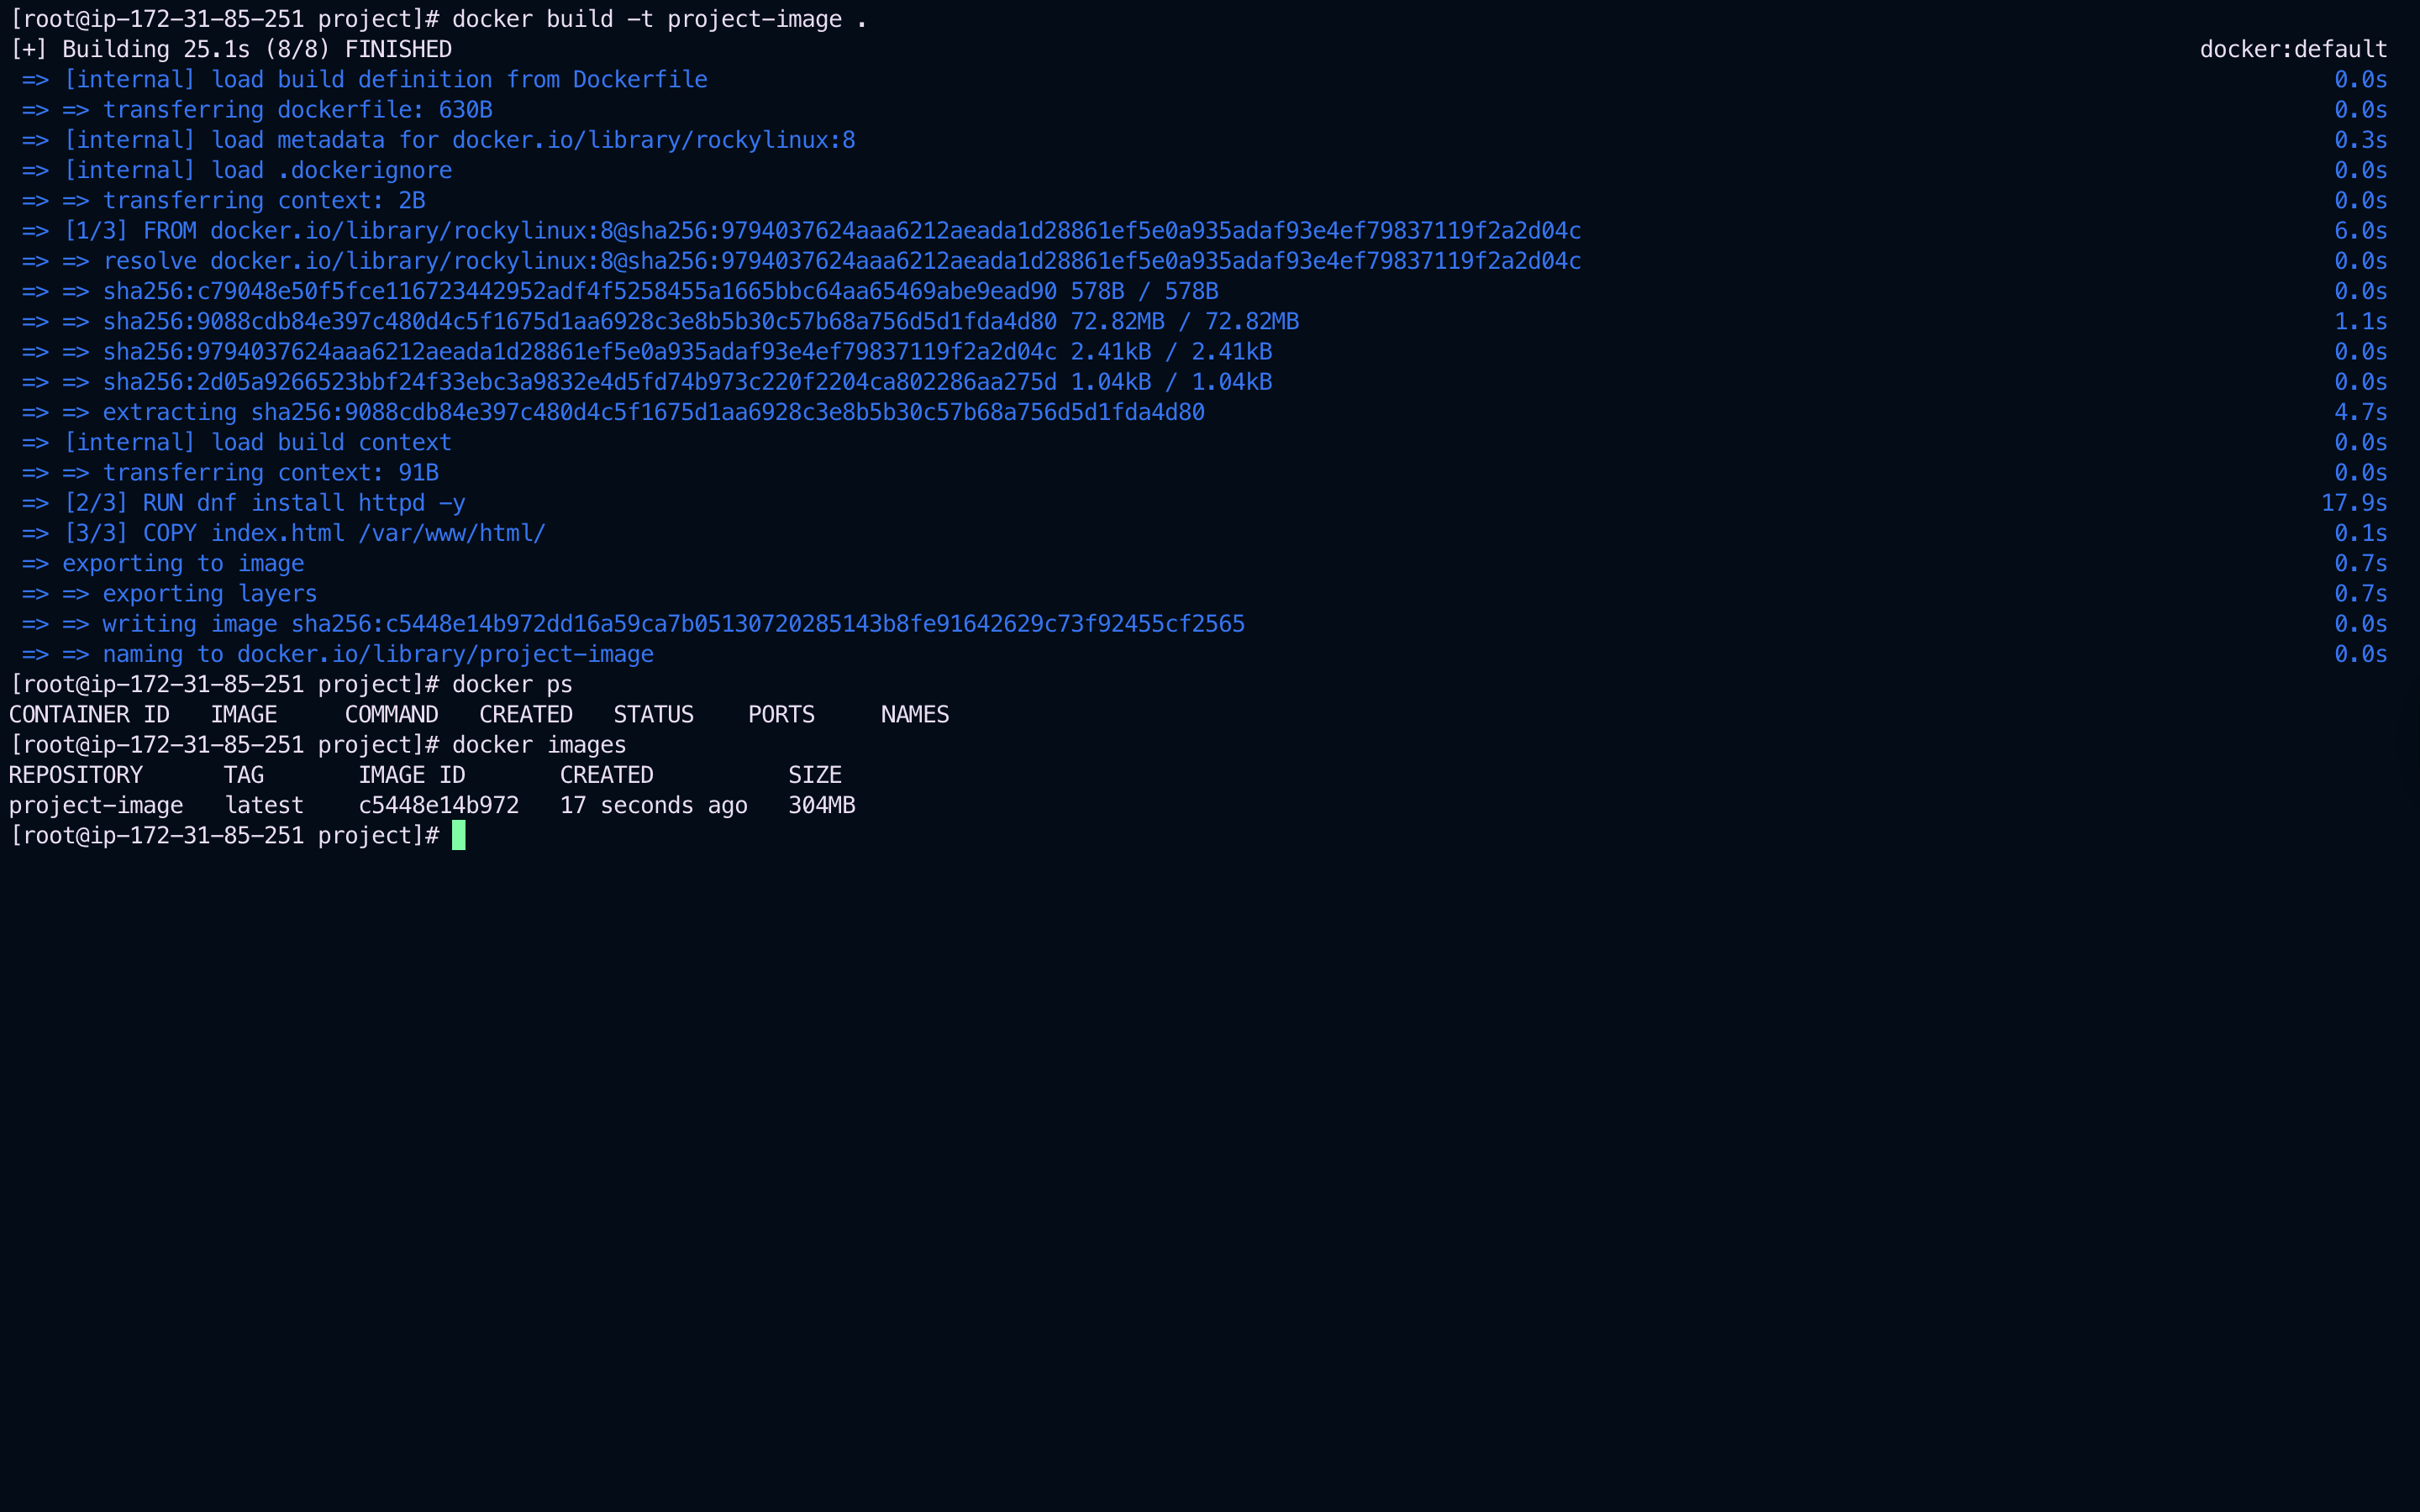 [root@ip-172-31-85-251 project]# docker build -t project-image .
[+] Building 25.1s (8/8) FINISHED docker:default
=> [internal] load build definition from Dockerfile 0.0s
=> => transferring dockerfile: 630B 0.0s
=> [internal] load metadata for docker.io/library/rockylinux:8 0.3s
=> [internal] load .dockerignore 0.0s
=> => transferring context: 2B 0.0s
=> [1/3] FROM docker.io/library/rockylinux:8@sha256:9794037624aaa6212aeada1d28861ef5e0a935adaf93e4ef79837119f2a2d04c 6.0s
=> => resolve docker.io/library/rockylinux:8@sha256:9794037624aaa6212aeada1d28861ef5e0a935adaf93e4ef79837119f2a2d04c 0.0s
=> => sha256:c79048e50f5fce116723442952adf4f5258455a1665bbc64aa65469abe9ead90 578B / 578B 0.0s
=> => sha256:9088cdb84e397c480d4c5f1675d1aa6928c3e8b5b30c57b68a756d5d1fda4d80 72.82MB / 72.82MB 1.1s
=> => sha256:9794037624aaa6212aeada1d28861ef5e0a935adaf93e4ef79837119f2a2d04c 2.41kB / 2.41kB 0.0s
=> => sha256:2d05a9266523bbf24f33ebc3a9832e4d5fd74b973c220f2204ca802286aa275d 1.04kB / 1.04kB 0.0s
=> => extracting sha256:9088cdb84e397c480d4c5f1675d1aa6928c3e8b5b30c57b68a756d5d1fda4d80 4.7s
=> [internal] load build context 0.0s
=> => transferring context: 91B 0.0s
=> [2/3] RUN dnf install httpd -y 17.9s
=> [3/3] COPY index.html /var/www/html/ 0.1s
=> exporting to image 0.7s
=> => exporting layers 0.7s
=> => writing image sha256:c5448e14b972dd16a59ca7b05130720285143b8fe91642629c73f92455cf2565 0.0s
=> => naming to docker.io/library/project-image 0.0s
[root@ip-172-31-85-251 project]# docker ps
CONTAINER ID IMAGE COMMAND CREATED STATUS PORTS NAMES
[root@ip-172-31-85-251 project]# docker images
REPOSITORY TAG IMAGE ID CREATED SIZE
project-image latest c5448e14b972 17 seconds ago 304MB
[root@ip-172-31-85-251 project]#